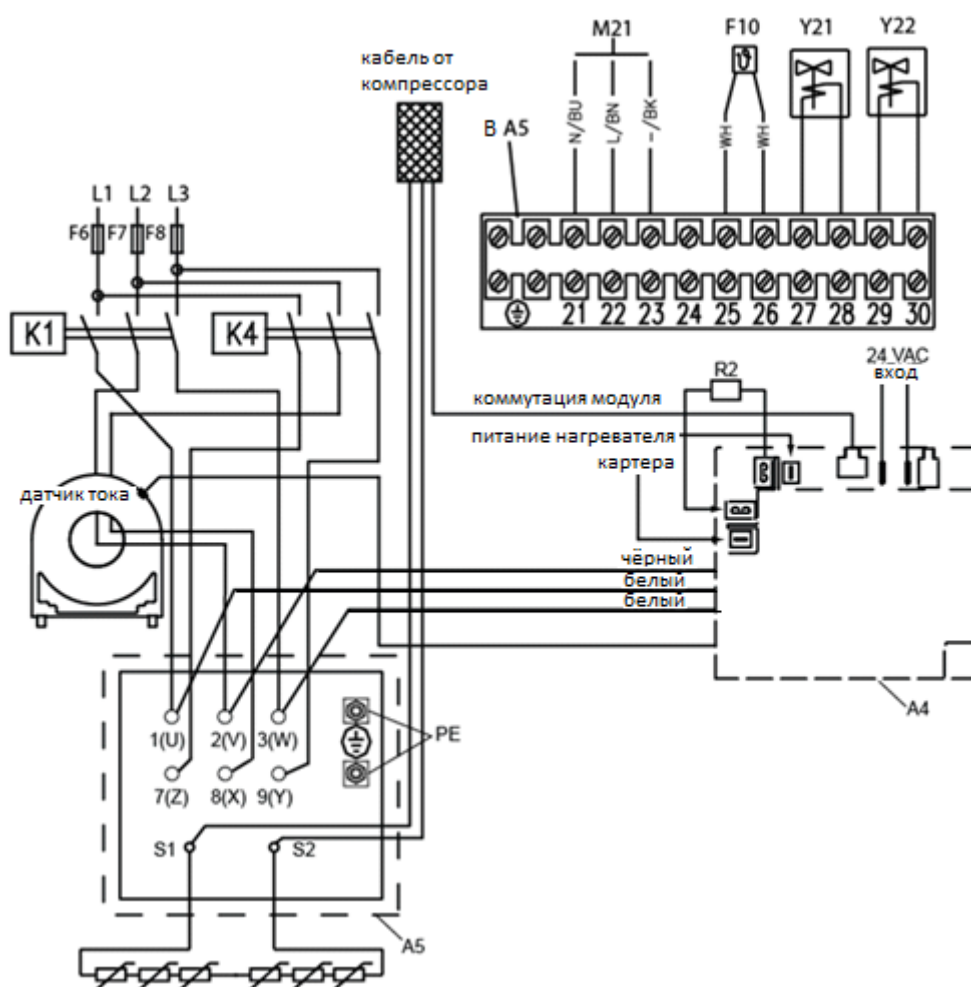 M21
F10
Y21
Y22
кабель от
компрессора
N/BU
L/BN
-/BK
WH
WH
В A5
L1
L2
L3
F6
F7
F8
21
22
23
24
25
26
27
28
29
30
K1
K4
24 VAC
вход
R2
коммутация модуля
питание нагревателя
картера
датчик тока
чёрный
белый
белый
A4
1(U)
2(V)
3(W)
PE
7(Z)
8(X)
9(Y)
S1
S2
A5